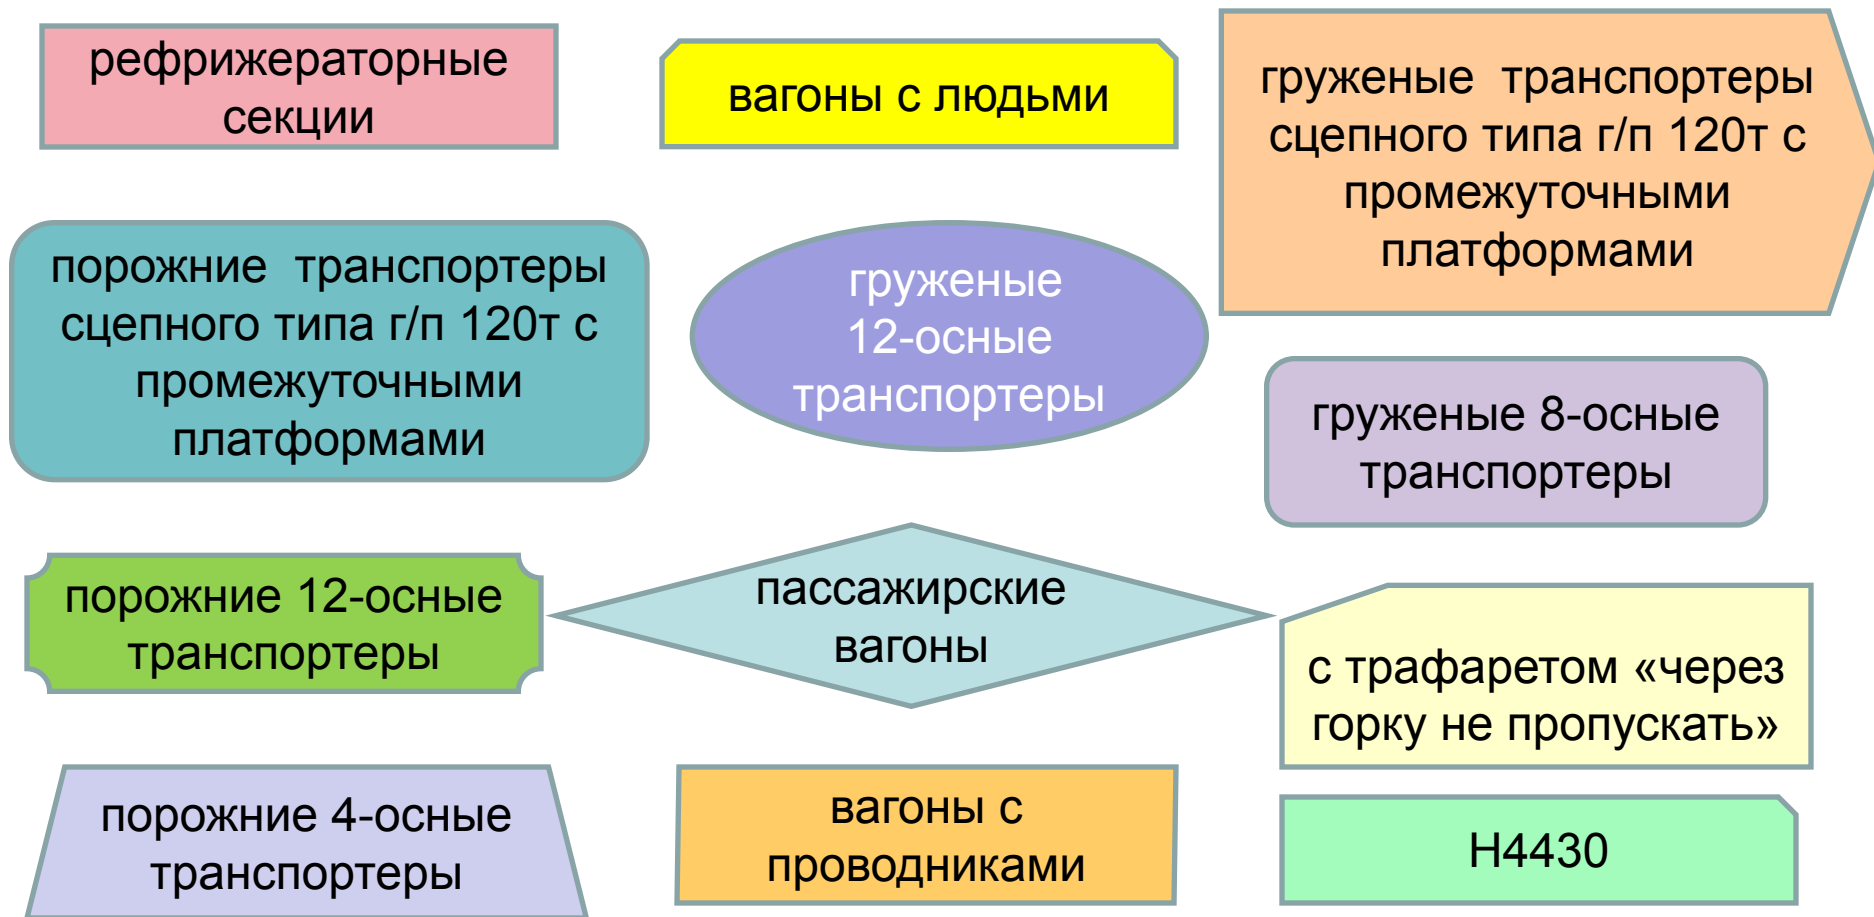 рефрижераторные
секции
вагоны с людьми
груженые транспортеры
сцепного типа г/п 120т с
промежуточными
платформами
порожние транспортеры
сцепного типа г/п 120т с
промежуточными
платформами
груженые
12-осные
транспортеры
груженые 8-осные
транспортеры
порожние 12-осные
транспортеры
пассажирские
вагоны
с трафаретом «через
горку не пропускать»
порожние 4-осные
транспортеры
вагоны с
проводниками
Н4430